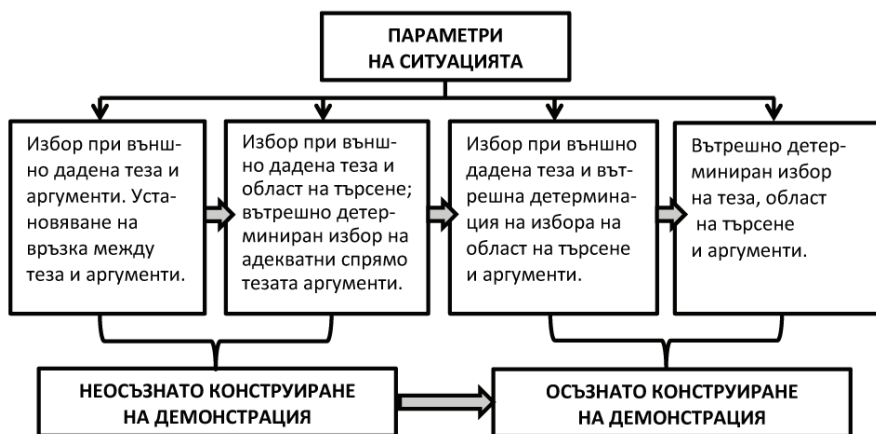 ПАРАМЕТРИ
НА СИТУАЦИЯТА
Избор при външ-
но дадена теза и
аргументи. Уста-
новяване на
връзка между
теза и аргументи.
Избор при външ-
но дадена теза и
област на търсене;
вътрешно детер-
миниран избор на
адекватни спрямо
тезата аргументи.
Избор при външно
дадена теза и вът-
решна детермина-
ция на избора на
област на търсене
и аргументи.
Вътрешно детер-
миниран избор
на теза, област
на търсене
и аргументи.
НЕОСЪЗНАТО КОНСТРУИРАНЕ
НА ДЕМОНСТРАЦИЯ
ОСЪЗНАТО КОНСТРУИРАНЕ
НА ДЕМОНСТРАЦИЯ